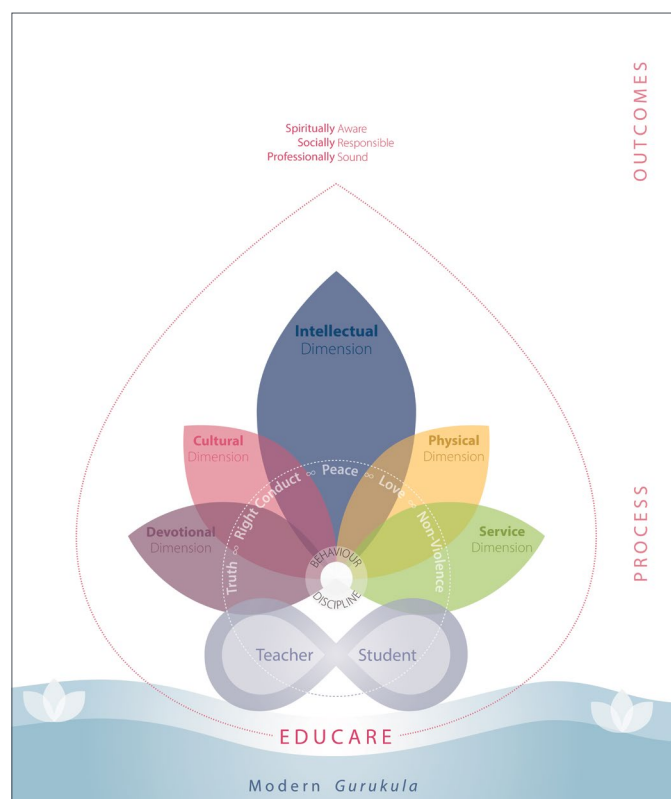 OUTCOMES
Spiritually Aware
Socially Responsible
Professionally Sound
Intellectual
Dimension
Cultural
Dimension
Physical
Dimension
Devotional
Dimension
Service
Dimension
Truth ∞ Right Conduct ∞ Peace ∞ Love ∞ Non-Violence
BEHAVIOUR
DISCIPLINE
PROCESS
Teacher
Student
EDUCARE
Modern Gurukula